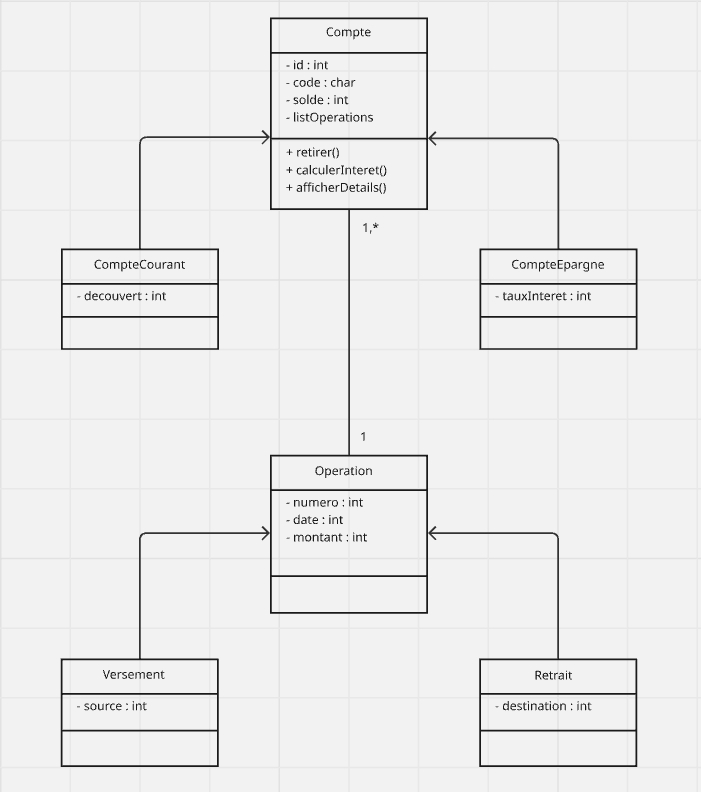 Compte
- id : int
- code : char
- solde : int
- listOperations
+ retirer()
+ calculerInteret()
+ afficherDetails()
1,*
CompteCourant
- decouvert : int
CompteEpargne
- tauxInteret : int
1
Operation
- numero : int
- date : int
- montant : int
Versement
- source : int
Retrait
- destination : int